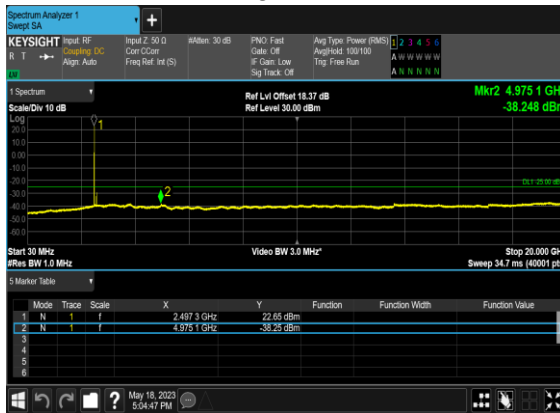 Spectrum Analyzer 1
Swept SA
KEYSIGHT Input: RF Input Z: 50 Ω #Atten: 30 dB PNO: Fast Avg Type: Power (RMS) 1 2 3 4 5 6
R T Coupling: DC Corr CCorr Gate: Off Avg|Hold: 100/100 A W W W W W
Align: Auto Freq Ref: Int (S) IF Gain: Low Trig: Free Run
LXI Sig Track: Off A N N N N N
1 Spectrum Ref Lvl Offset 18.37 dB Mkr2 4.975 1 GH
Scale/Div 10 dB Ref Level 30.00 dBm -38.248 dB
Log
20.0
10.0
0.00
-10.0
-20.0
-30.0
-40.0
-50.0
-60.0
1
2
DL1 -25.00 dB
Start 30 MHz Video BW 3.0 MHz* Stop 20.000 GH
#Res BW 1.0 MHz Sweep 34.7 ms (40001 pt
5 Marker Table
Mode Trace Scale X Y Function Function Width Function Value
1 N 1 f 2.497 3 GHz 22.65 dBm
2 N 1 f 4.975 1 GHz -38.25 dBm
3
4
5
6
? May 18, 2023
5:04:47 PM